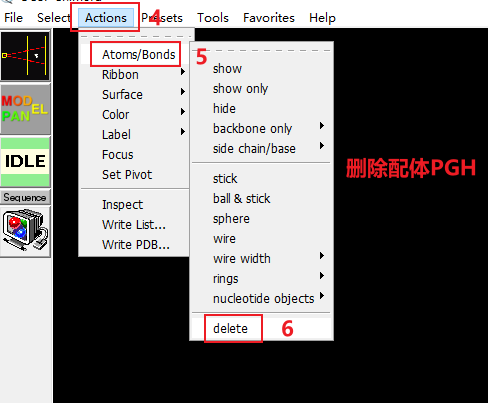 File Select Actions 4 Presets Tools Favorites Help
Atoms/Bonds 5
Ribbon
Surface
Color
Label
Focus
Set Pivot
Inspect
Write List...
Write PDB...
show
show only
hide
backbone only
side chain/base
stick
ball & stick
sphere
wire
wire width
rings
nucleotide objects
delete 6
MODEL
PANEL
IDLE
Sequence
删除配体PGH